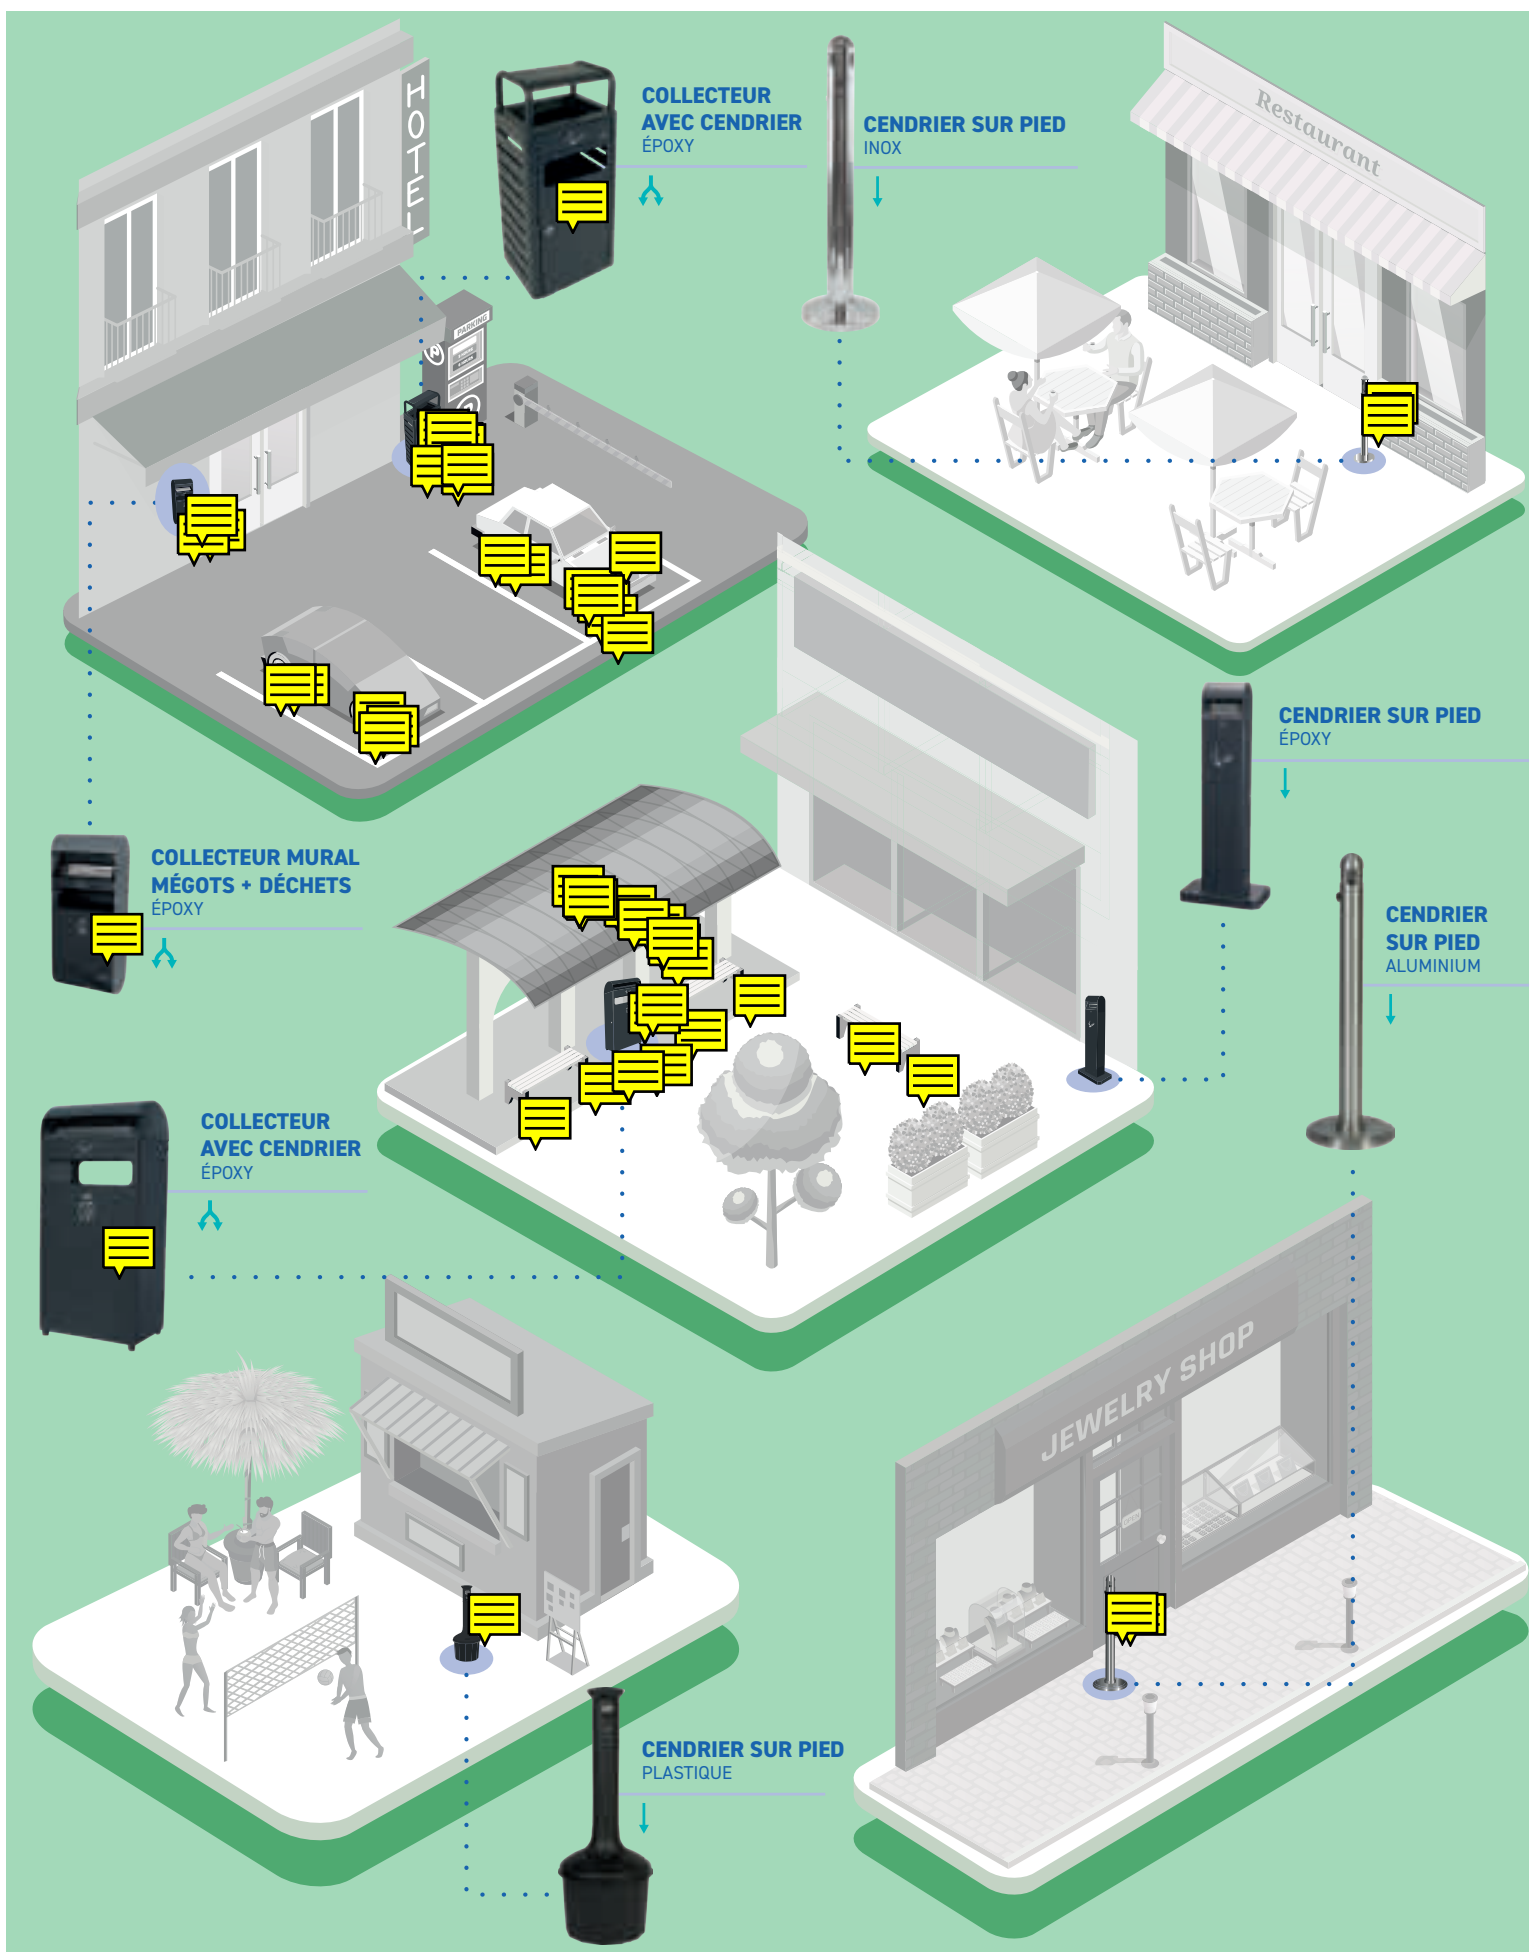 HOTEL
COLLECTEUR
AVEC CENDRIER
ÉPOXY
CENDRIER SUR PIED
INOX
Restaurant
PARKING
CENDRIER SUR PIED
ÉPOXY
COLLECTEUR MURAL
MÉGOTS + DÉCHETS
ÉPOXY
CENDRIER
SUR PIED
ALUMINIUM
COLLECTEUR
AVEC CENDRIER
ÉPOXY
JEWELRY SHOP
CENDRIER SUR PIED
PLASTIQUE